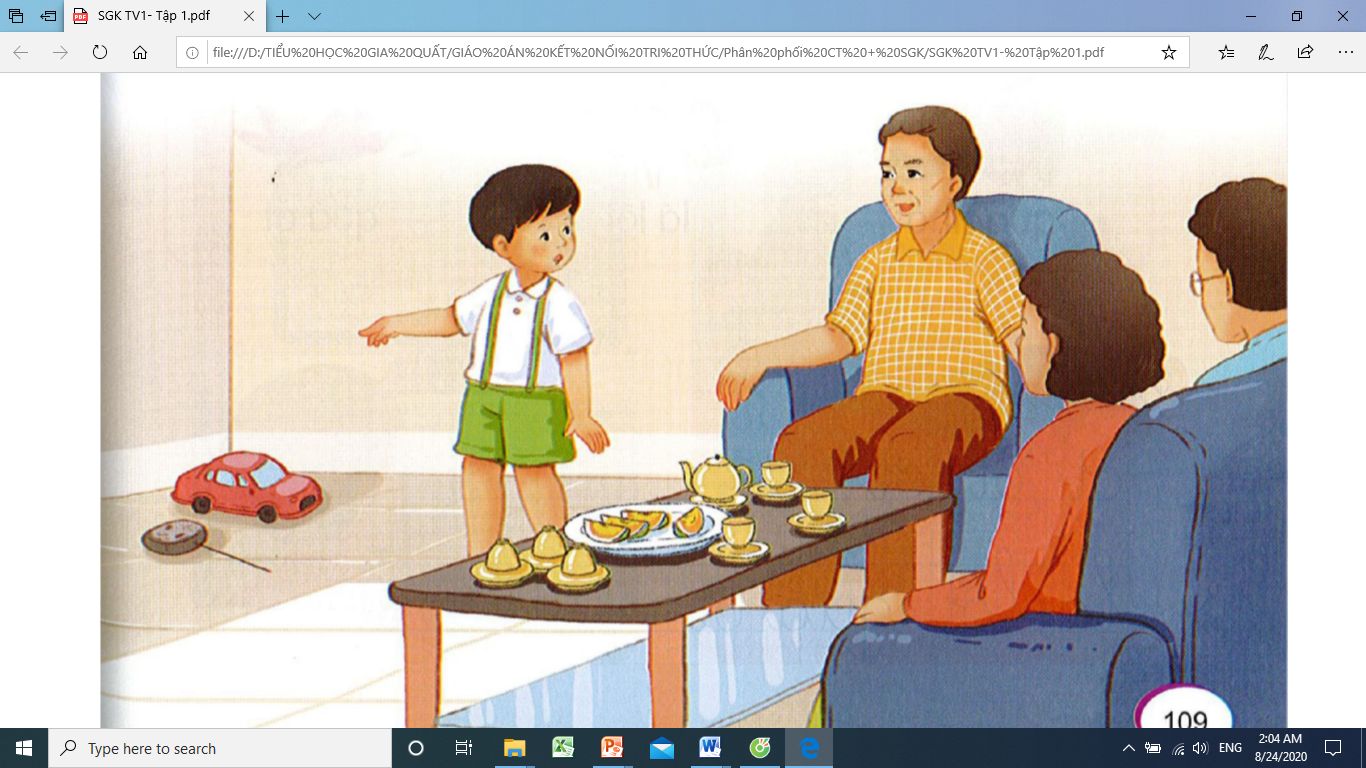 SGK TV1- Tập 1.pdf
file:///D:/TIỂU%20HỌC%20GIA%20QUẤT/GIÁO%20ÁN%20KẾT%20NỐI%20TRI%20THỨC/Phân%20phối%20CT%20+%20SGK/SGK%20TV1-%20Tập%201.pdf
109
Type here to search
ENG
2:04 AM
8/24/2020